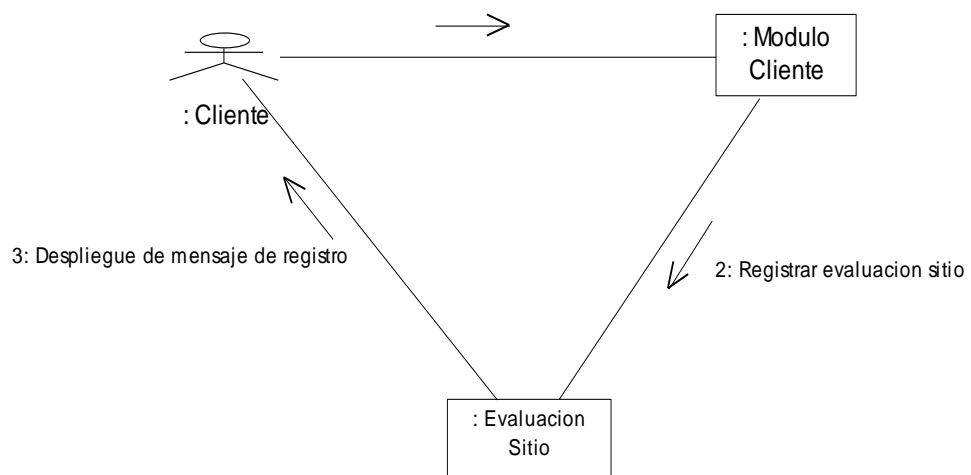 : Modulo
Cliente
: Cliente
3: Despliegue de mensaje de registro
2: Registrar evaluacion sitio
: Evaluacion
Sitio